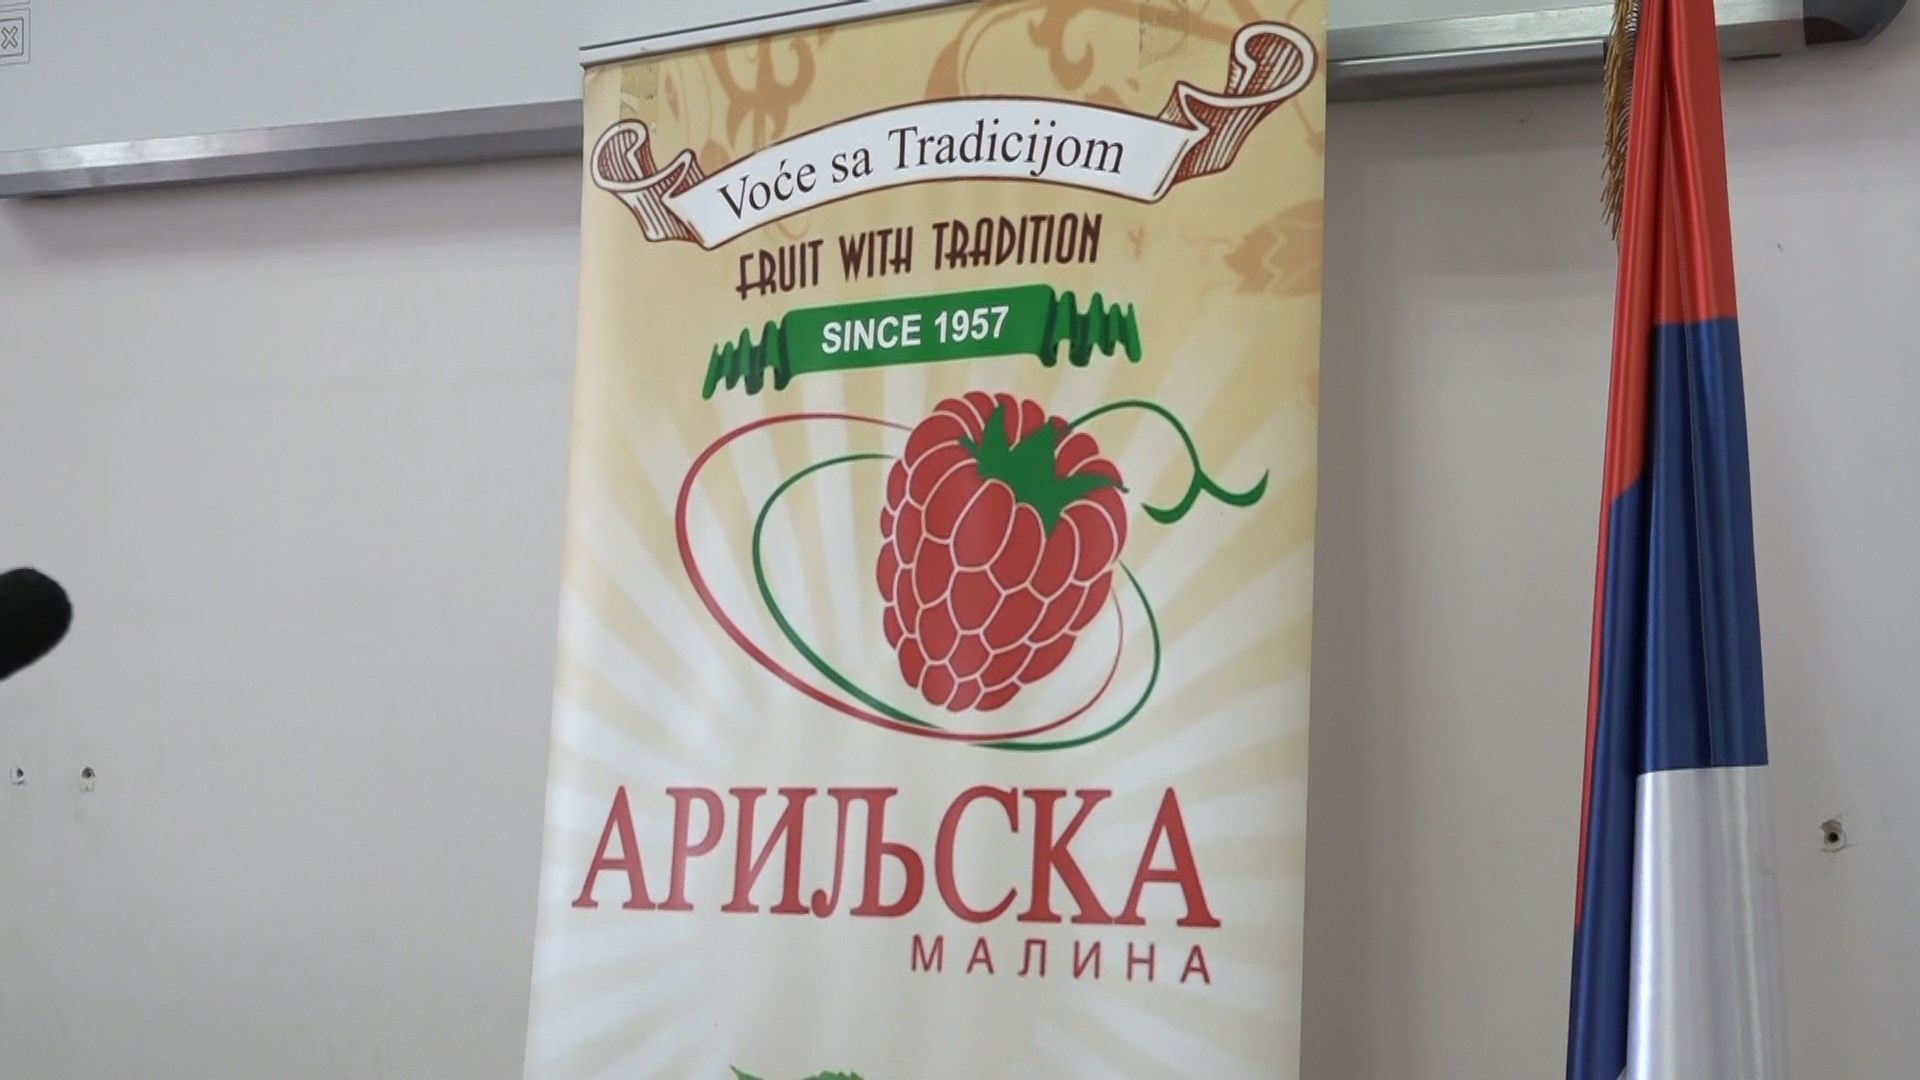 Voće sa Tradicijom
FRUIT WITH TRADITION
SINCE 1957
АРИЉСКА
МАЛИНА